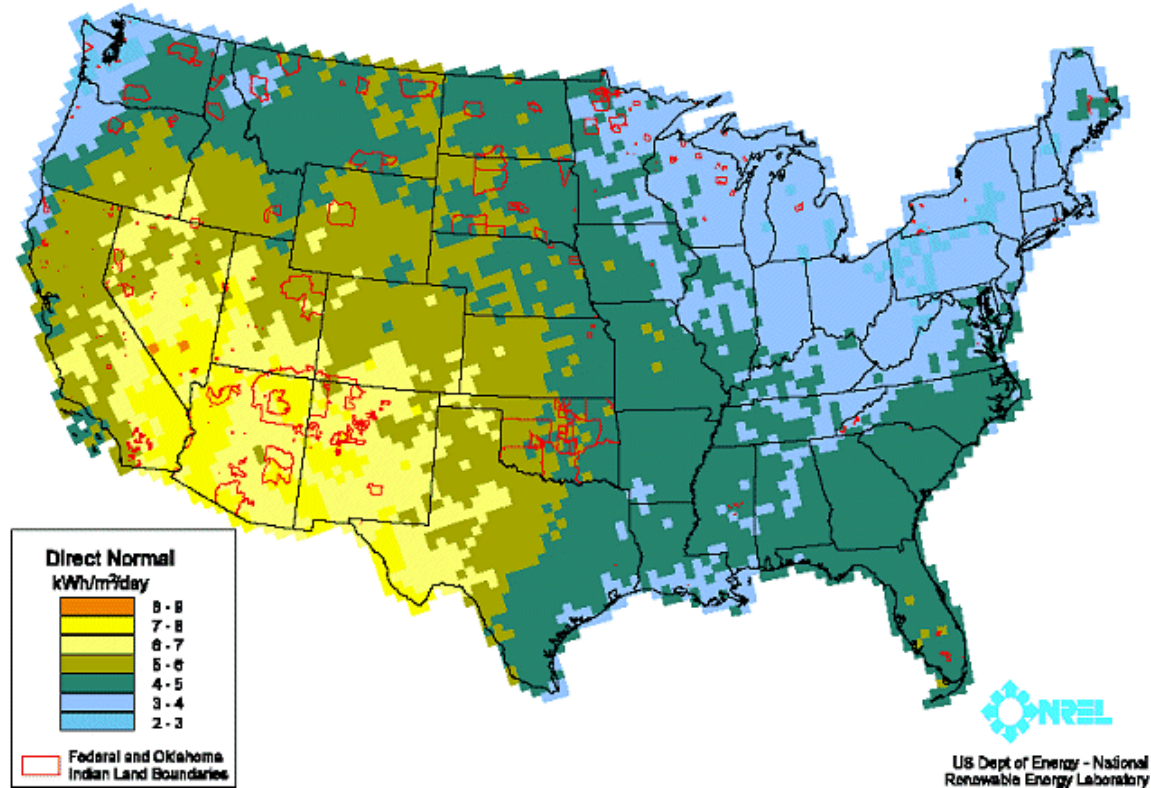 Direct Normal
kWh/m²/day
8 - 9
7 - 8
6 - 7
5 - 6
4 - 5
3 - 4
2 - 3
Federal and Oklahoma
Indian Land Boundaries
NREL
US Dept of Energy - National
Renewable Energy Laboratory